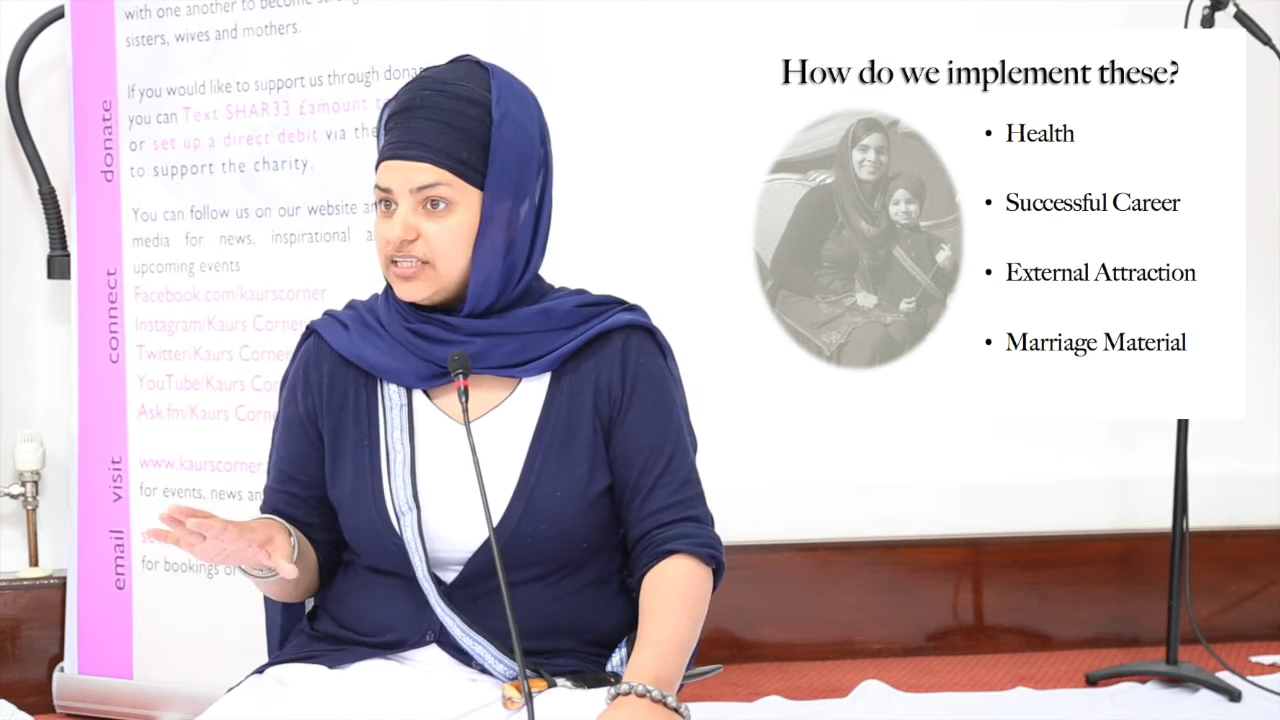 with one another to become
sisters, wives and mothers.
If you would like to support us through
you can Text SHAR33 £amount
or set up a direct debit via the
to support the charity.
You can follow us on our website
media for news, inspirational
upcoming events
Facebook.com/kaurscorner
Instagram/Kaurs Corner
Twitter/Kaurs Corner
YouTube/Kaurs
Ask.fm/Kaurs
www.kaurscorner
for events, news
for bookings or
donate
connect
visit
email
How do we implement these?
• Health
• Successful Career
• External Attraction
• Marriage Material